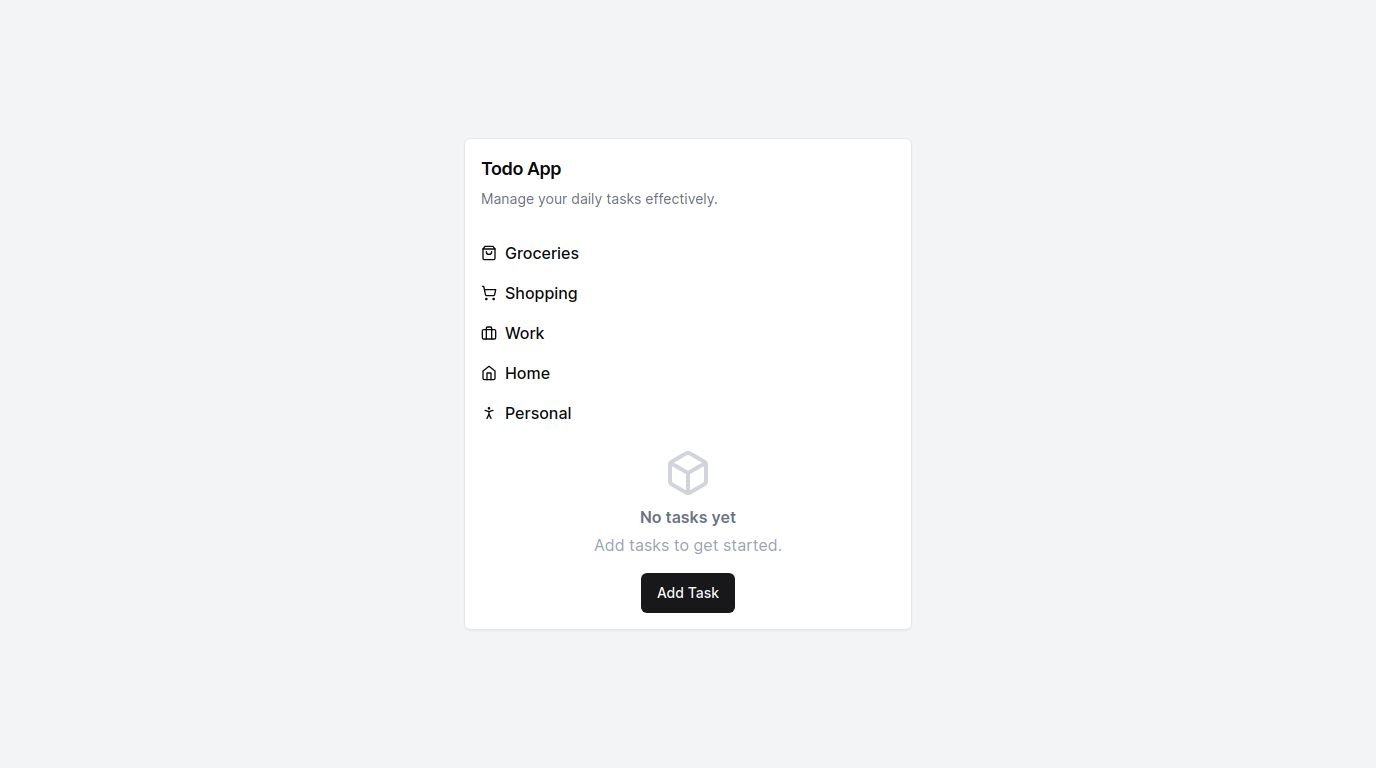 Todo App
Manage your daily tasks effectively.
Groceries
Shopping
Work
Home
Personal
No tasks yet
Add tasks to get started.
Add Task